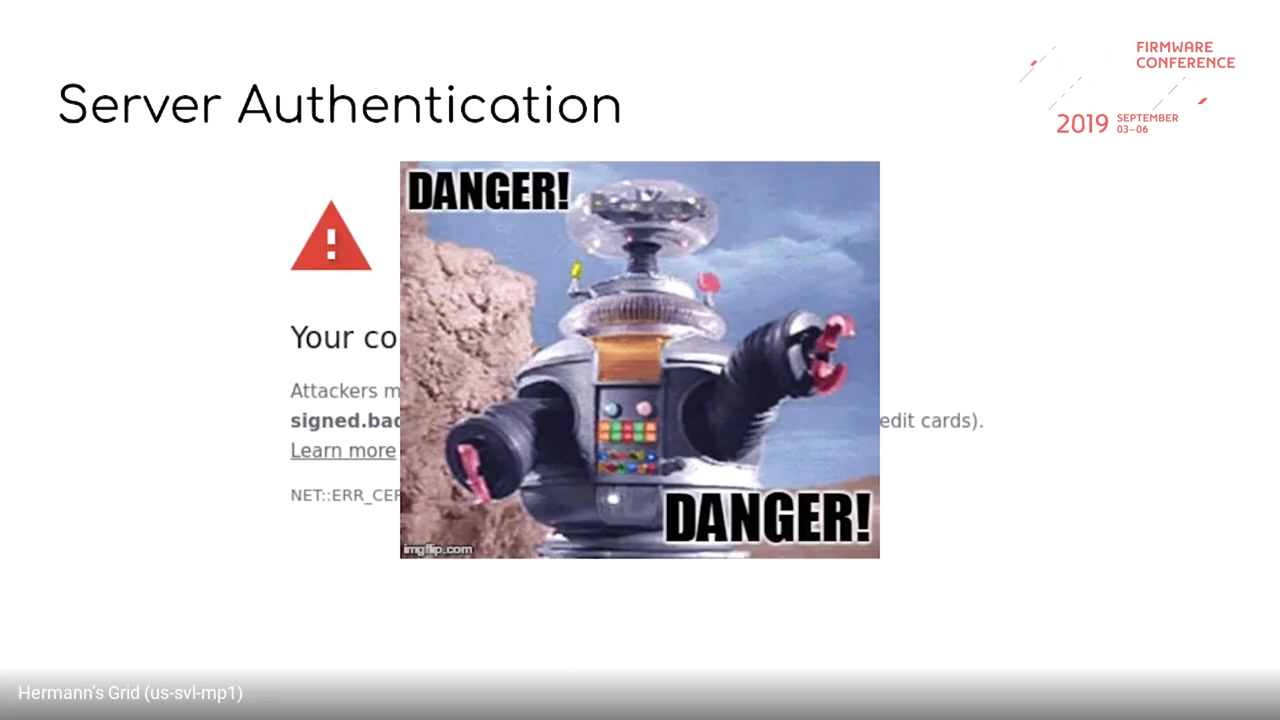 FIRMWARE
CONFERENCE
2019 SEPTEMBER
03–06
Server Authentication
DANGER!
Your co
Attackers m
signed.bad edit cards).
Learn more
NET::ERR_CER
DANGER!
imgflip.com
Hermann's Grid (us-svl-mp1)